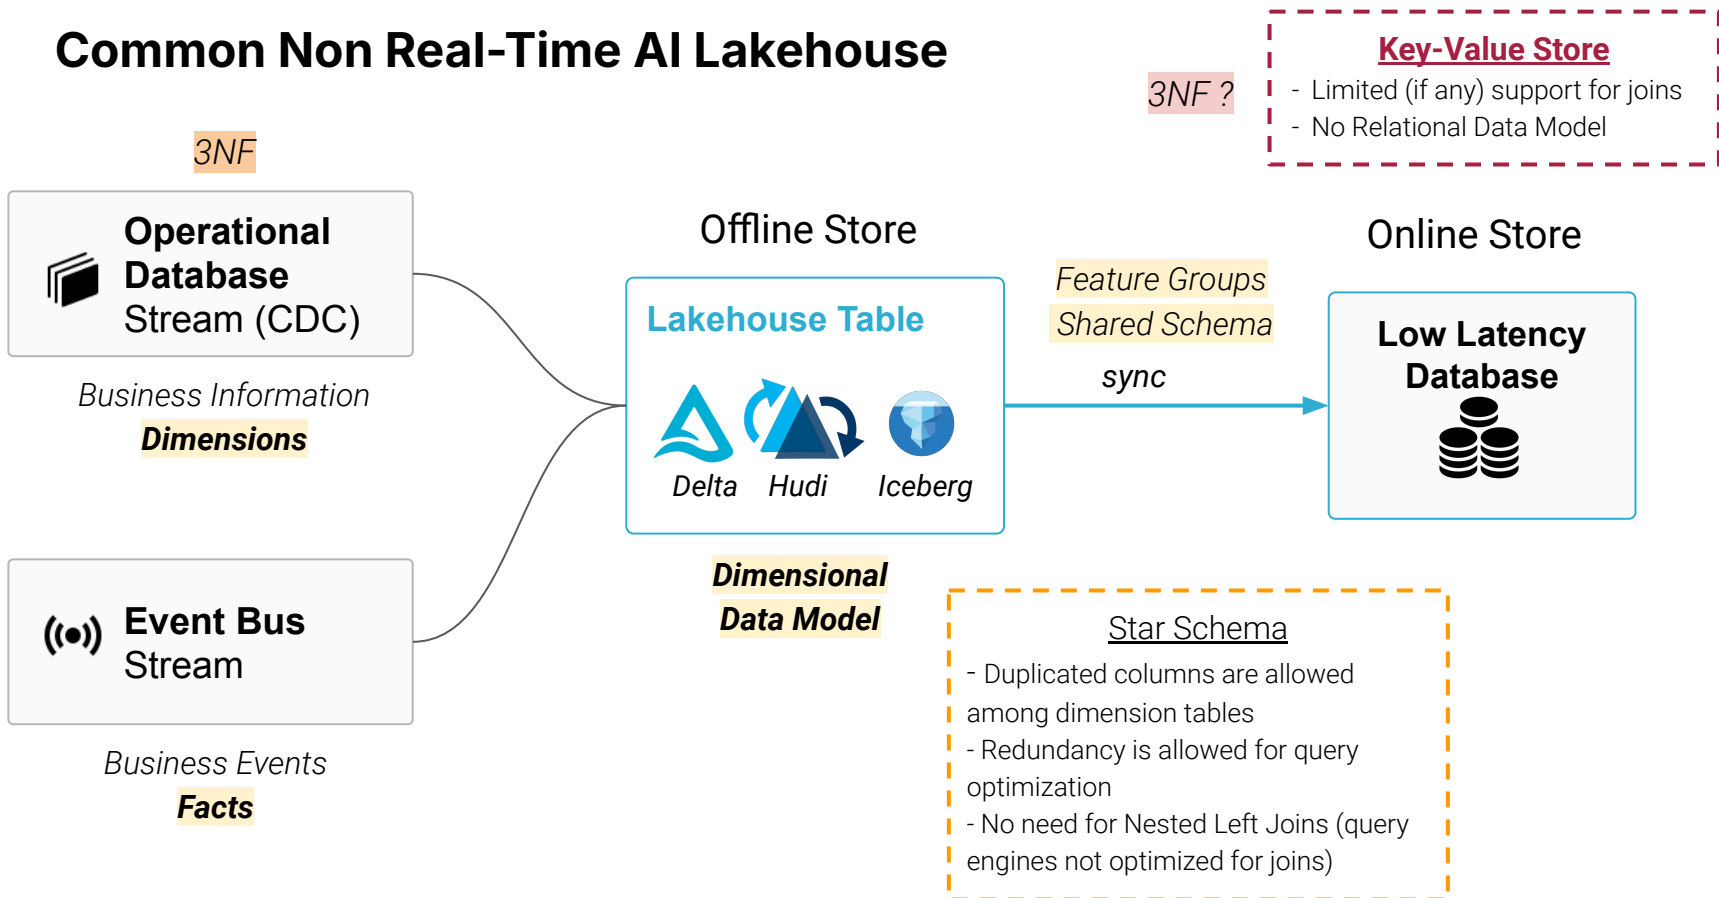 Common Non Real-Time AI Lakehouse
3NF ?
Key-Value Store
- Limited (if any) support for joins
- No Relational Data Model
3NF
Operational
Database
Stream (CDC)
Business Information
Dimensions
Event Bus
Stream
Business Events
Facts
Offline Store
Lakehouse Table
Delta
Hudi
Iceberg
Dimensional
Data Model
Feature Groups
Shared Schema
sync
Online Store
Low Latency
Database
Star Schema
- Duplicated columns are allowed
among dimension tables
- Redundancy is allowed for query
optimization
- No need for Nested Left Joins (query
engines not optimized for joins)